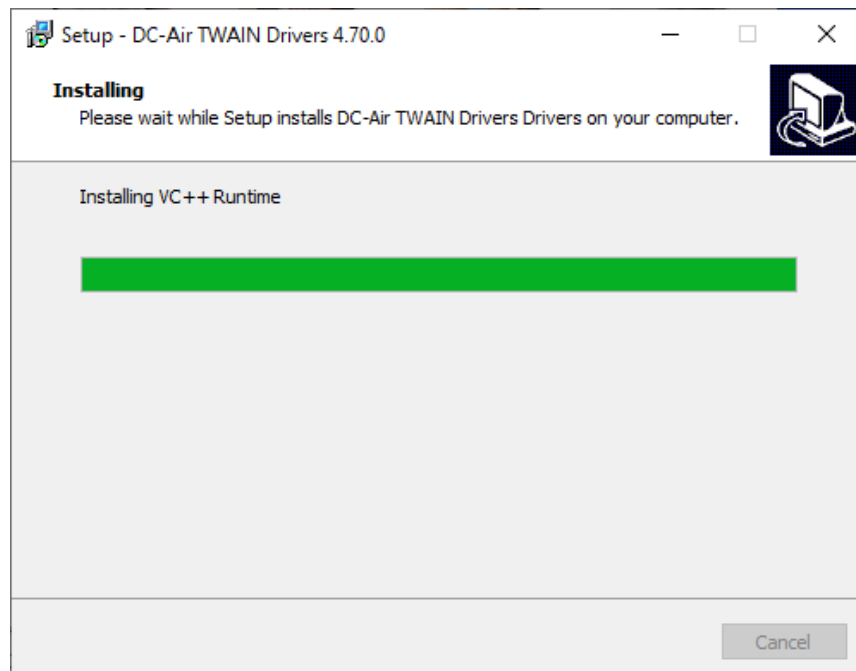 Setup - DC-Air TWAIN Drivers 4.70.0
Installing
Please wait while Setup installs DC-Air TWAIN Drivers Drivers on your computer.
Installing VC++ Runtime
Cancel